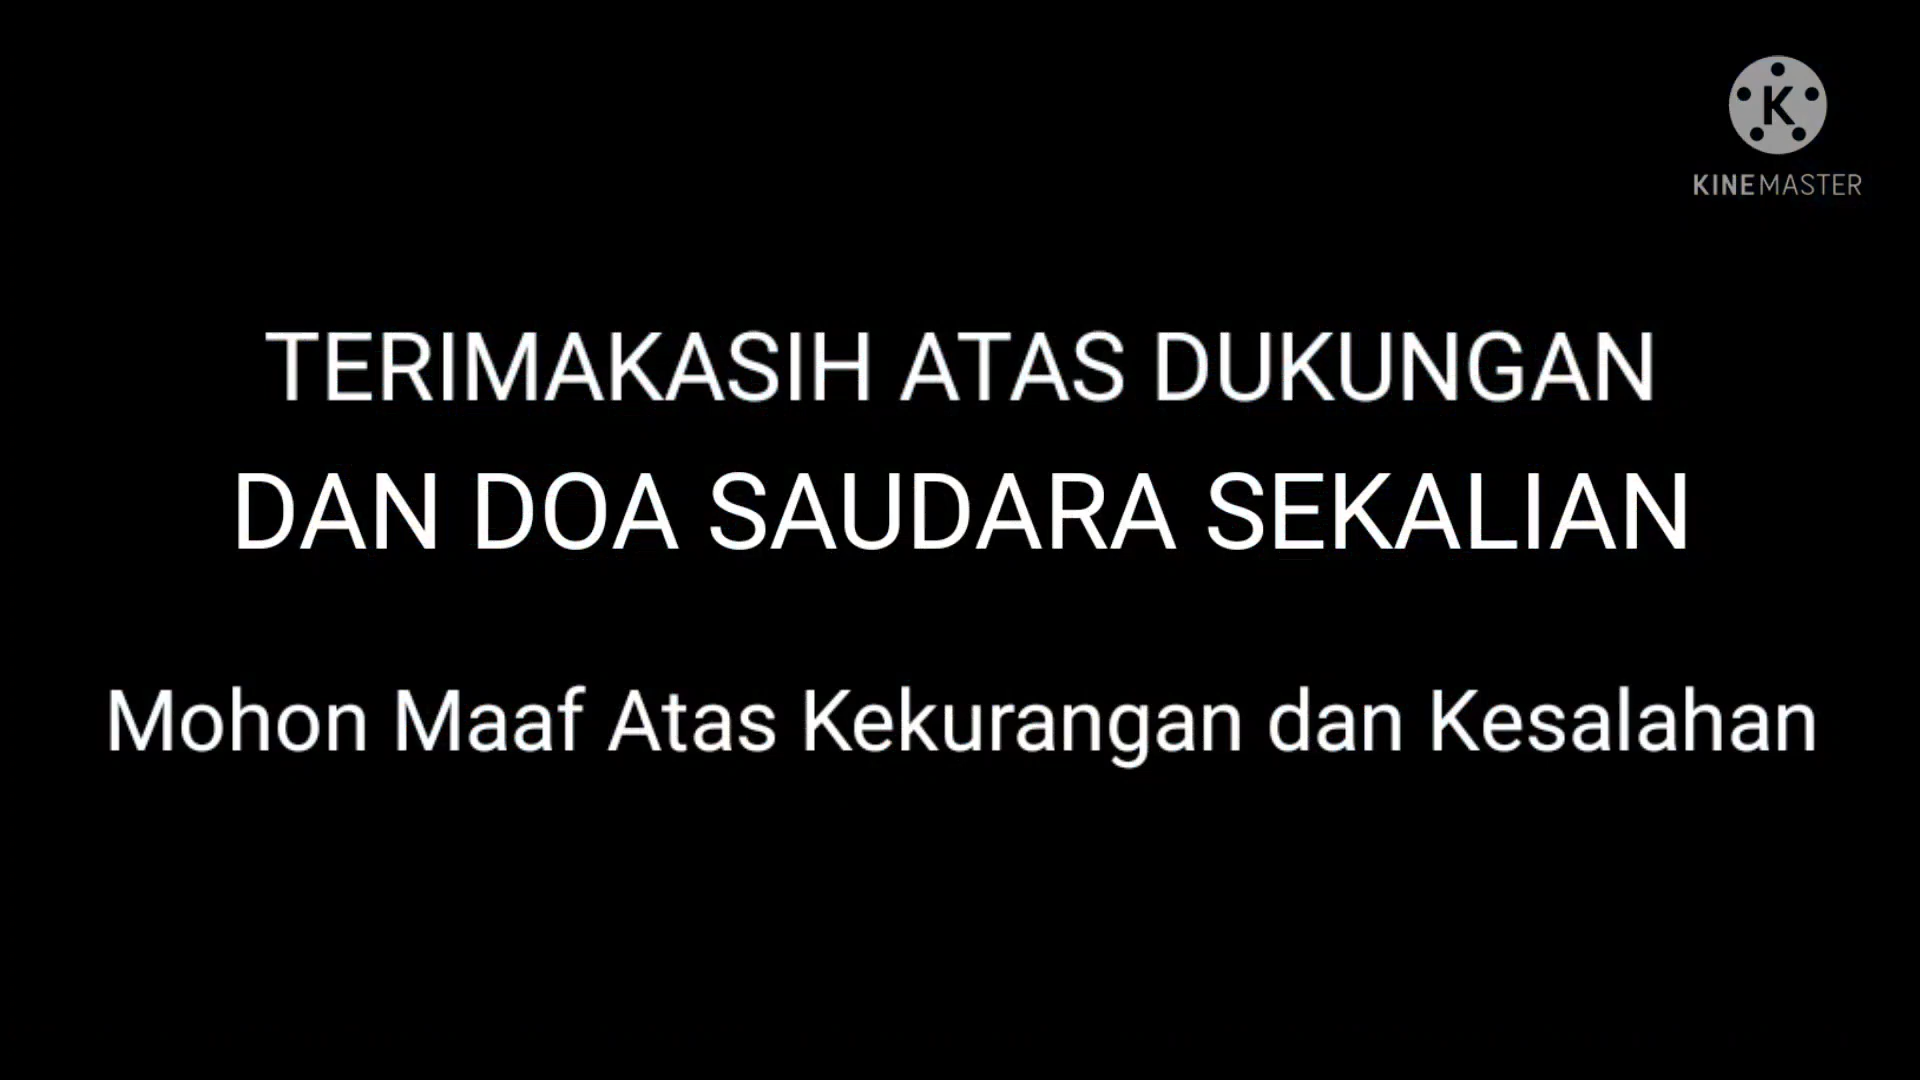 K
KINEMASTER
TERIMAKASIH ATAS DUKUNGAN
DAN DOA SAUDARA SEKALIAN
Mohon Maaf Atas Kekurangan dan Kesalahan